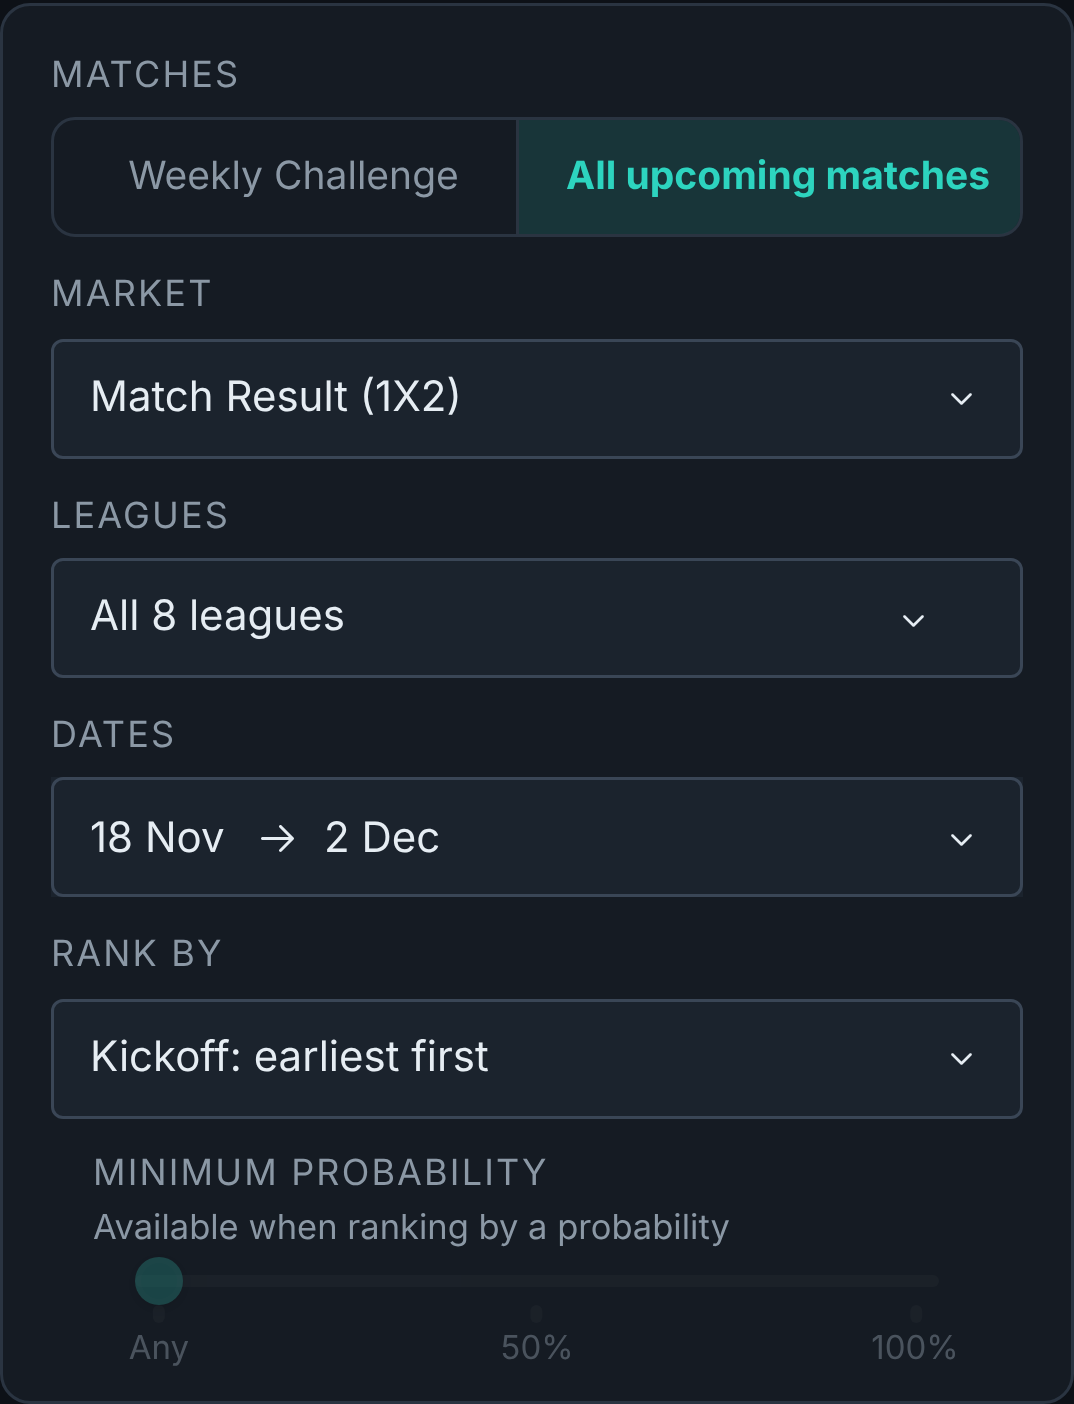 MATCHES
Weekly Challenge
All upcoming matches
MARKET
Match Result (1X2)
LEAGUES
All 8 leagues
DATES
18 Nov → 2 Dec
RANK BY
Kickoff: earliest first
MINIMUM PROBABILITY
Available when ranking by a probability
Any 50% 100%